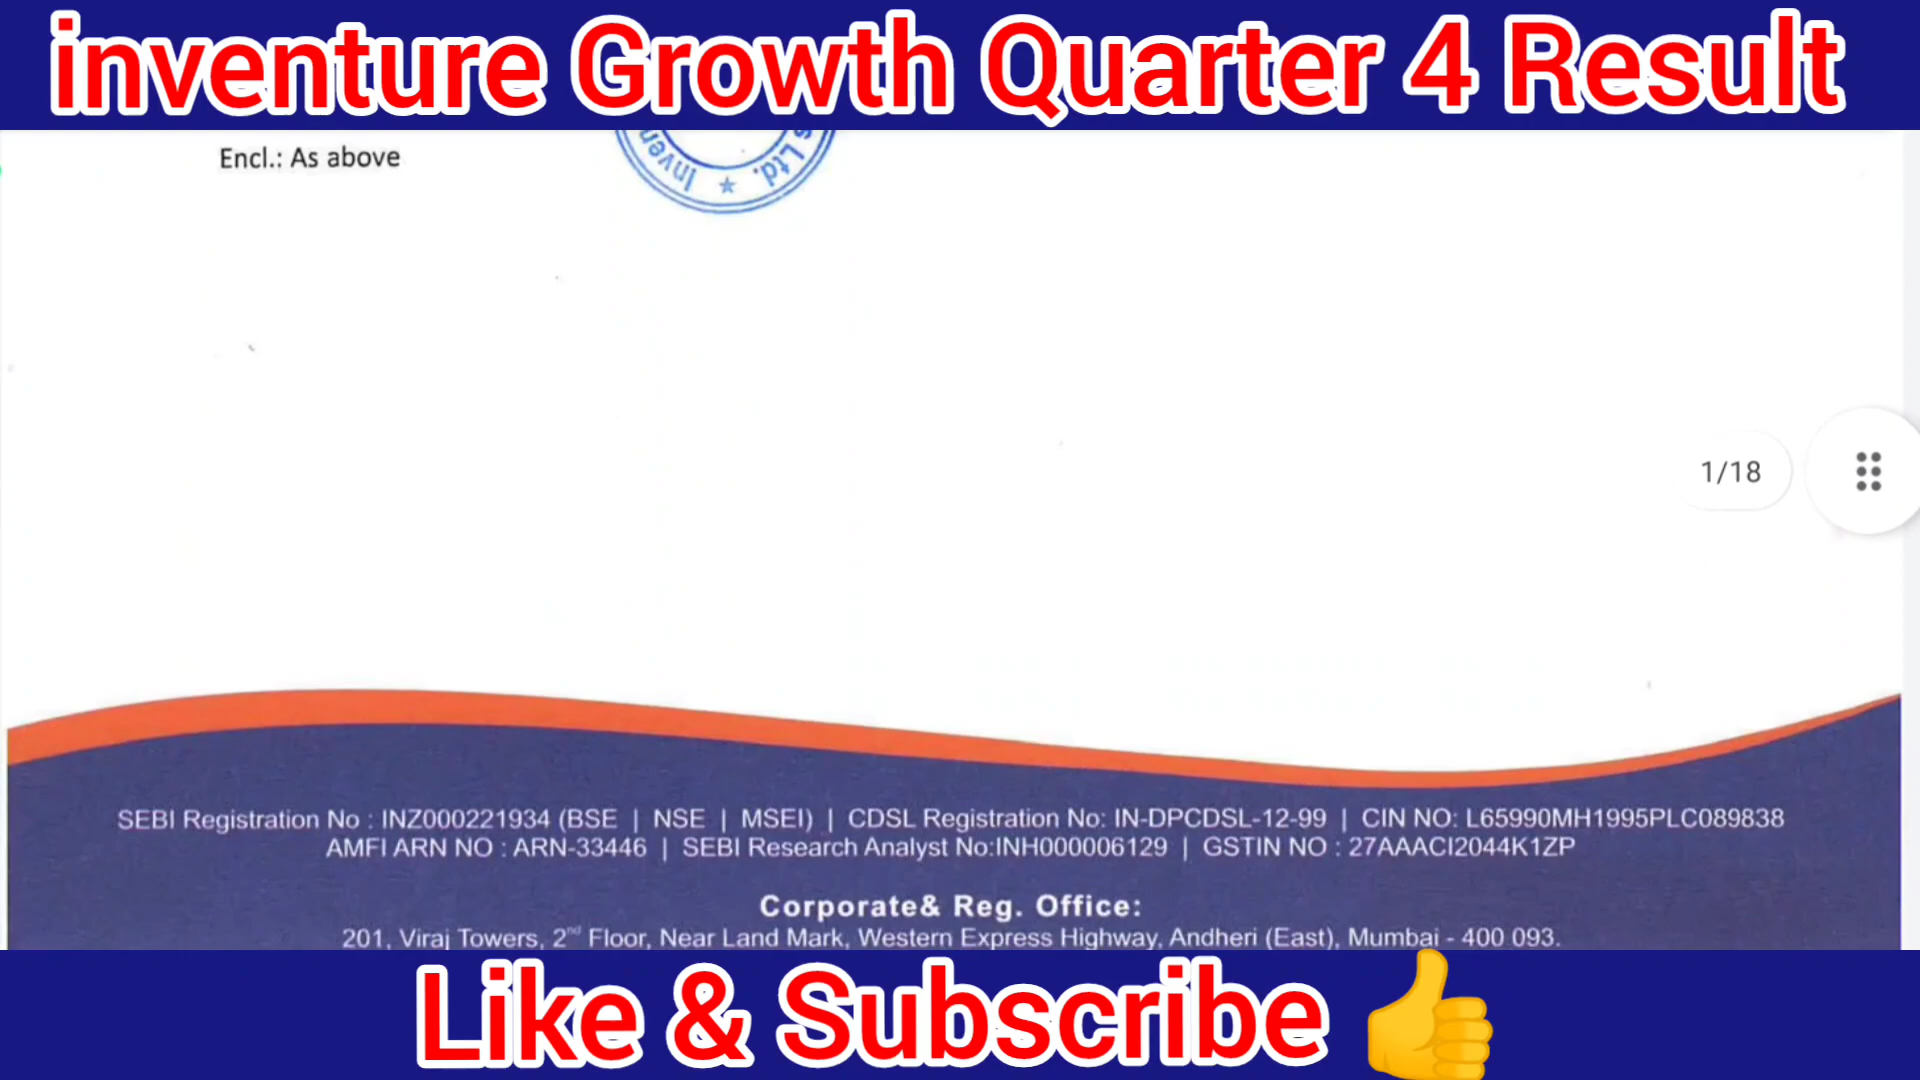 inventure Growth Quarter 4 Result
Encl.: As above
Inven s Ltd.
1/18
SEBI Registration No : INZ000221934 (BSE | NSE | MSEI) | CDSL Registration No: IN-DPCDSL-12-99 | CIN NO: L65990MH1995PLC089838
AMFI ARN NO : ARN-33446 | SEBI Research Analyst No:INH000006129 | GSTIN NO : 27AAACI2044K1ZP
Corporate& Reg. Office:
201, Viraj Towers, 2nd Floor, Near Land Mark, Western Express Highway, Andheri (East), Mumbai - 400 093.
Like & Subscribe 👍